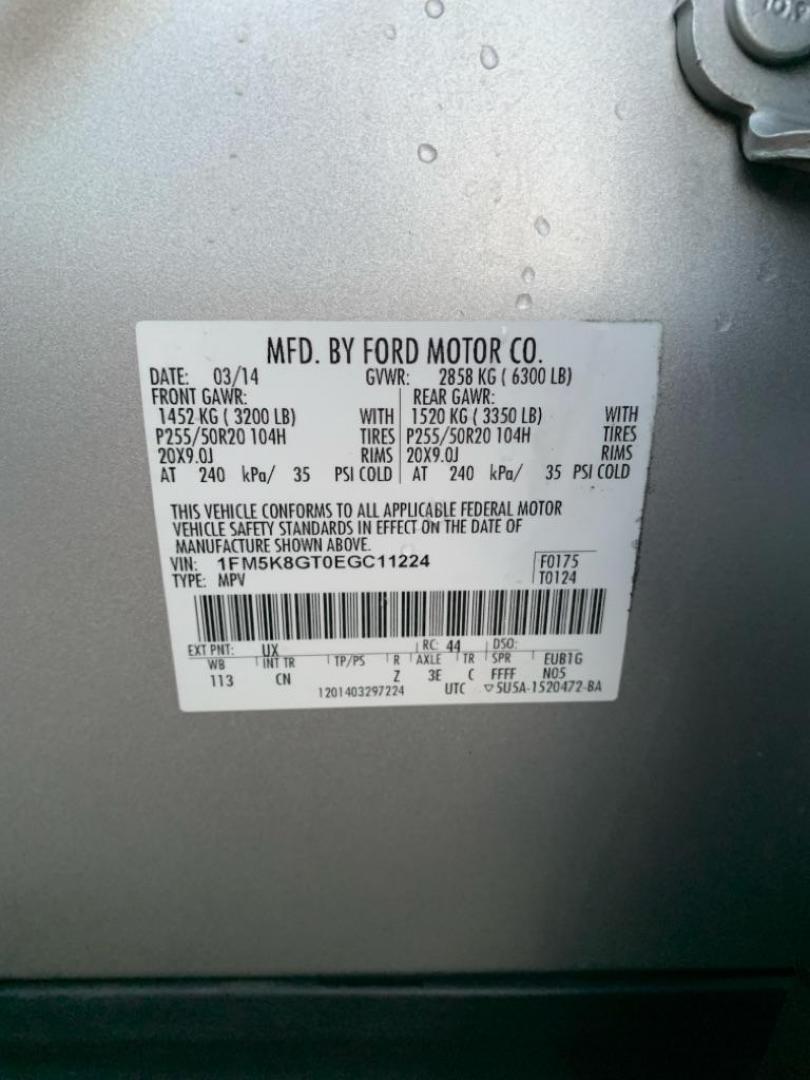 MFD. BY FORD MOTOR CO.
DATE: 03/14 GVWR: 2858 KG ( 6300 LB)
FRONT GAWR: REAR GAWR:
1452 KG ( 3200 LB) WITH 1520 KG ( 3350 LB) WITH
P255/50R20 104H TIRES P255/50R20 104H TIRES
20X9.0J RIMS 20X9.0J RIMS
AT 240 kPa/ 35 PSI COLD AT 240 kPa/ 35 PSI COLD
THIS VEHICLE CONFORMS TO ALL APPLICABLE FEDERAL MOTOR
VEHICLE SAFETY STANDARDS IN EFFECT ON THE DATE OF
MANUFACTURE SHOWN ABOVE.
VIN: 1FM5K8GT0EGC11224 F0175
TYPE: MPV T0124
EXT PNT: UX RC: 44 DSO:
WB INT TR TP/PS R AXLE TR SPR EUB1G
113 CN Z 3E C FFFF N05
1201403297224 UTC ▽5U5A-1520472-BA